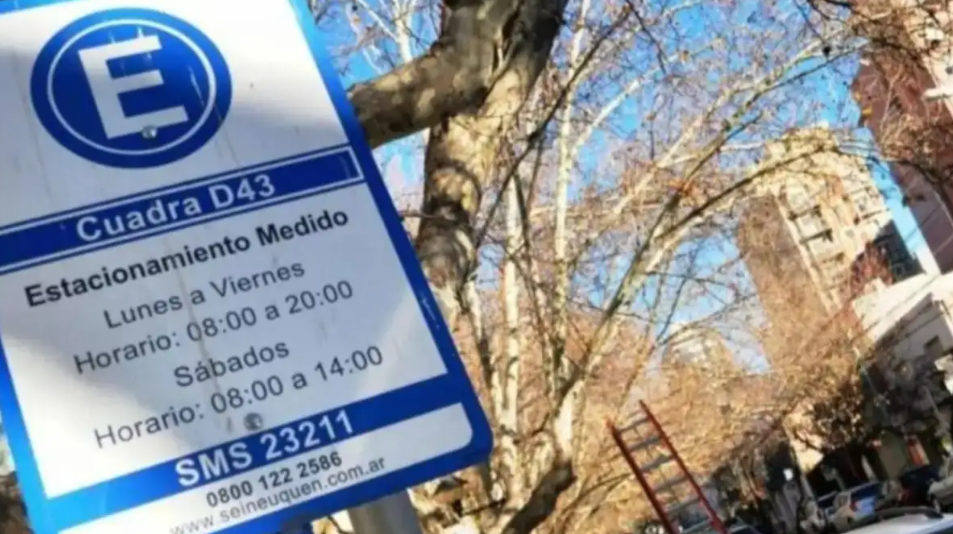 E
Cuadra D43
Estacionamiento Medido
Lunes a Viernes
Horario: 08:00 a 20:00
Sábados
Horario: 08:00 a 14:00
SMS 23211
0800 122 2586
www.seineuquen.com.ar